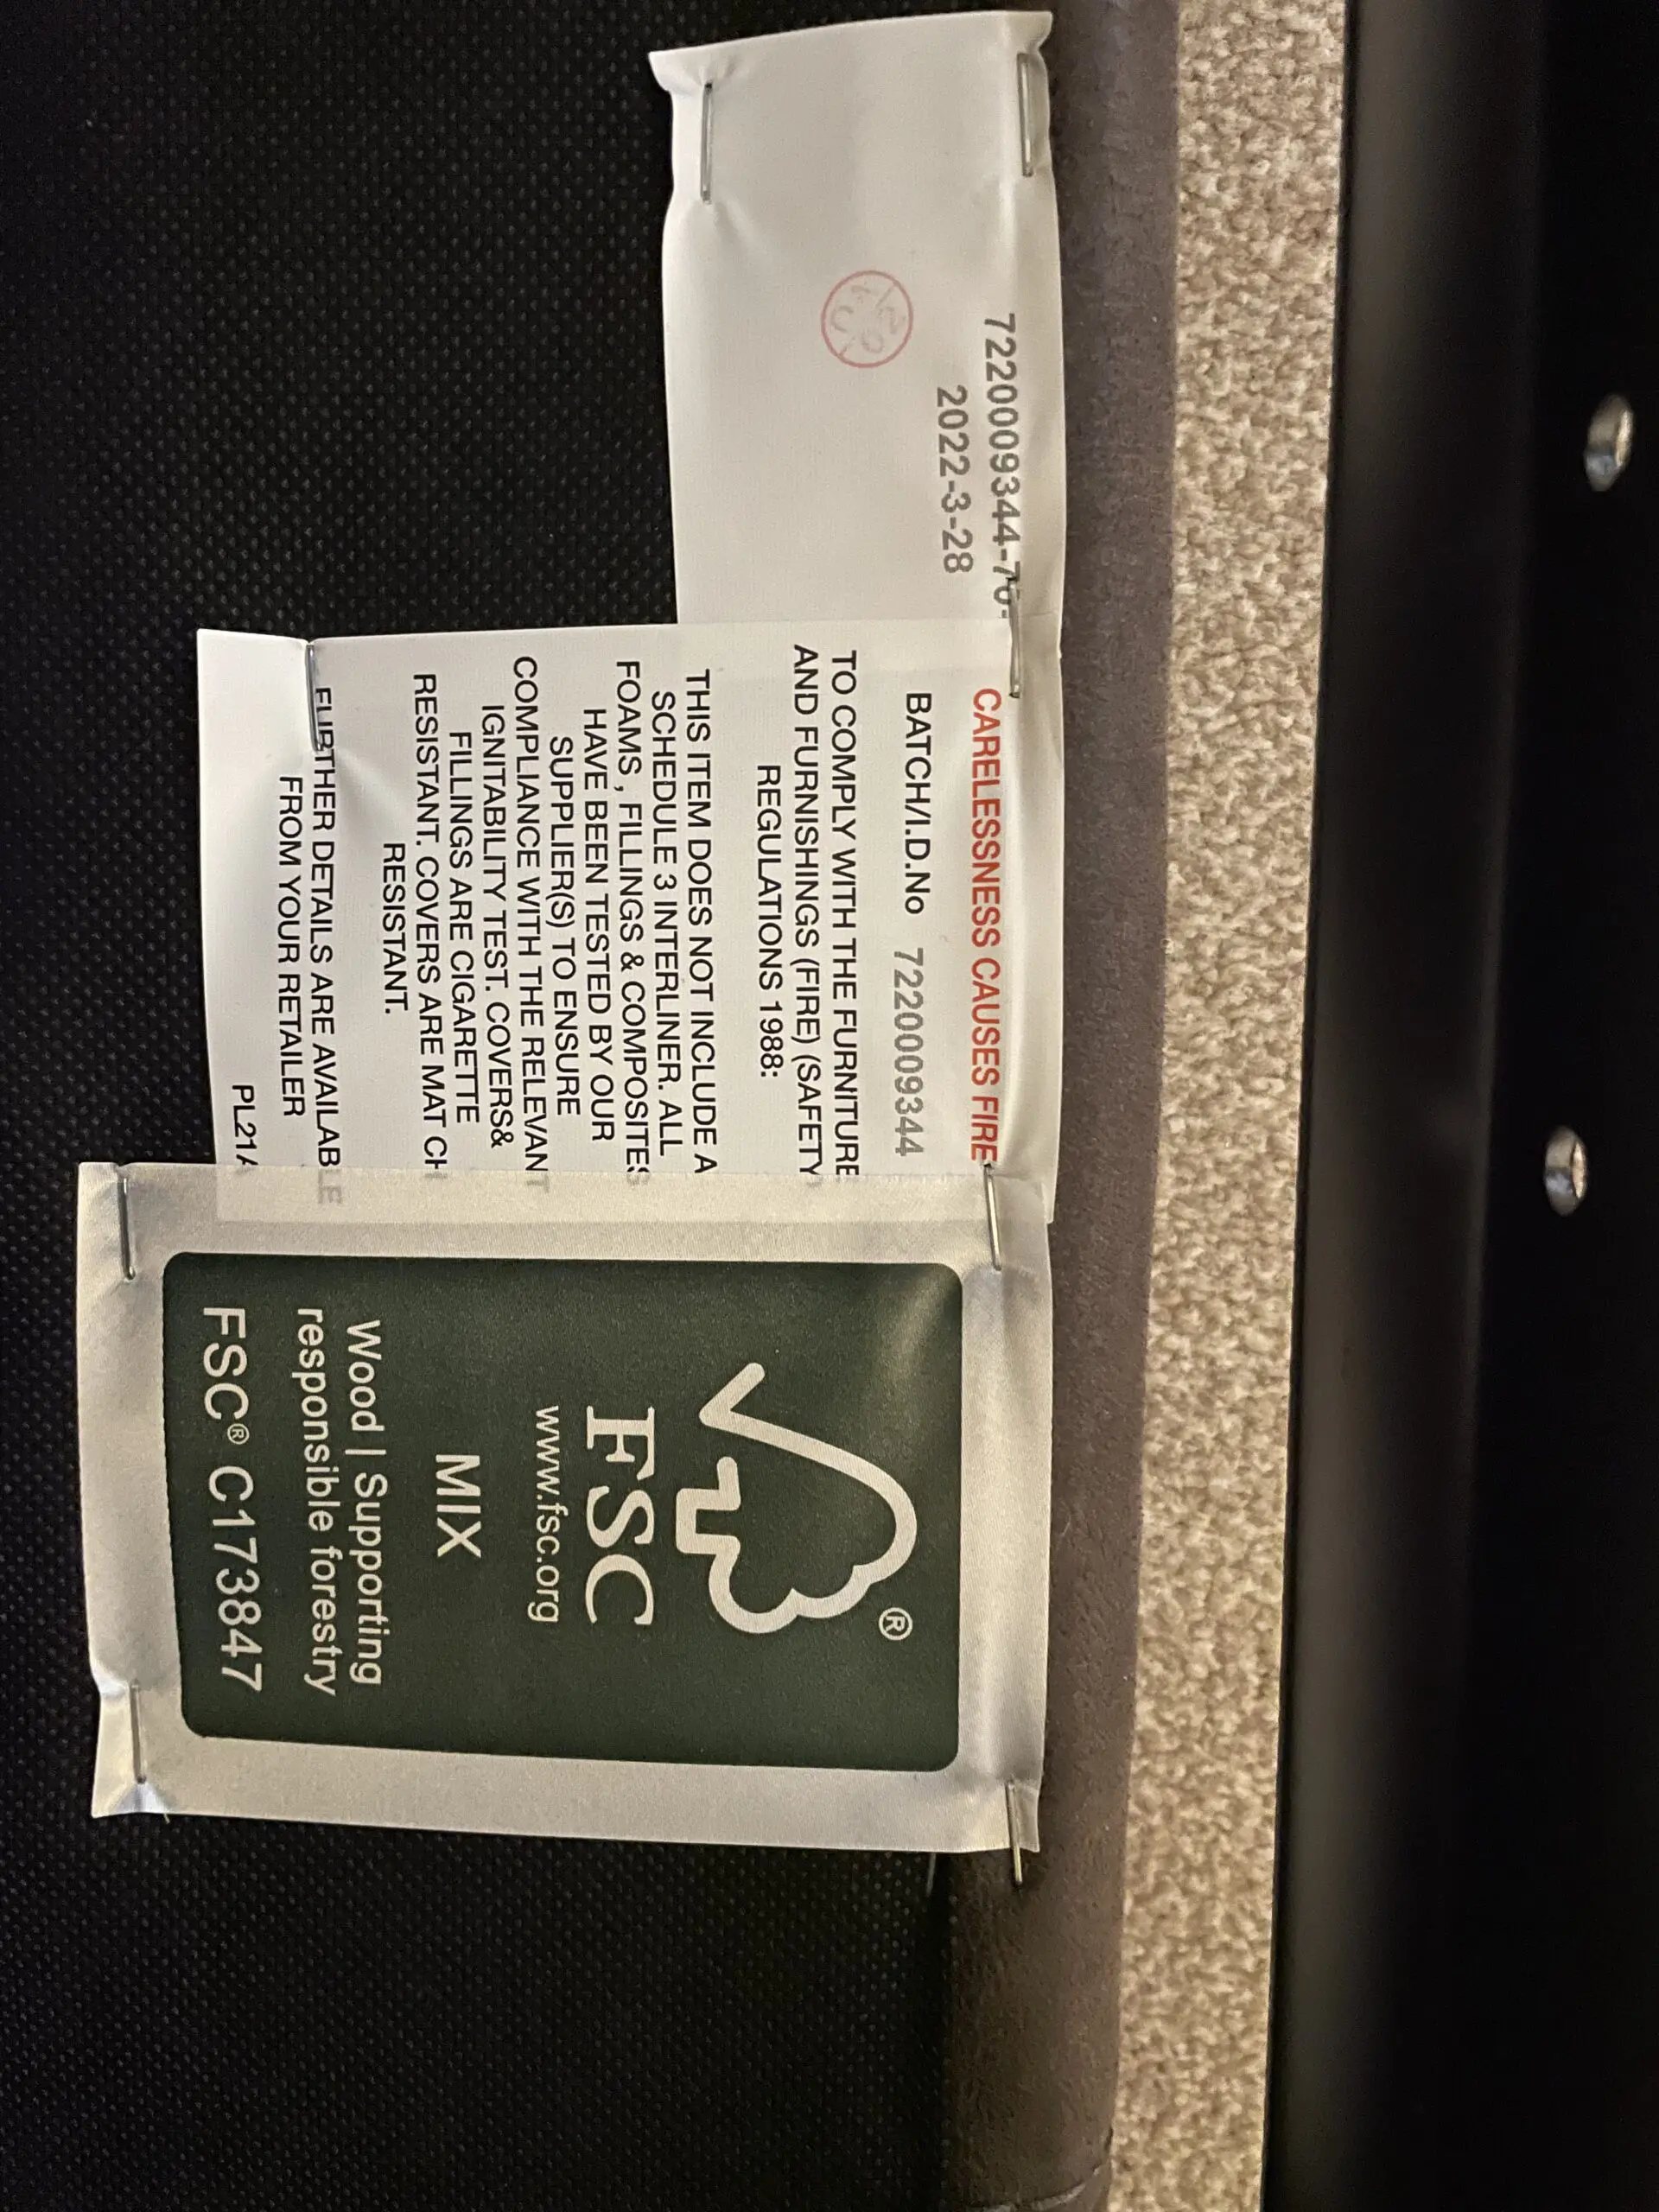 7220009344-70-
2022-3-28
CARELESSNESS CAUSES FIRE
BATCH/I.D.No 7220009344
TO COMPLY WITH THE FURNITURE
AND FURNISHINGS (FIRE) (SAFETY)
REGULATIONS 1988:
THIS ITEM DOES NOT INCLUDE A
SCHEDULE 3 INTERLINER. ALL
FOAMS , FILLINGS & COMPOSITES
HAVE BEEN TESTED BY OUR
SUPPLIER(S) TO ENSURE
COMPLIANCE WITH THE RELEVANT
IGNITABILITY TEST. COVERS&
FILLINGS ARE CIGARETTE
RESISTANT. COVERS ARE MAT CH
RESISTANT.
FURTHER DETAILS ARE AVAILABLE
FROM YOUR RETAILER
PL21A
®
FSC
www.fsc.org
MIX
Wood | Supporting
responsible forestry
FSC® C173847